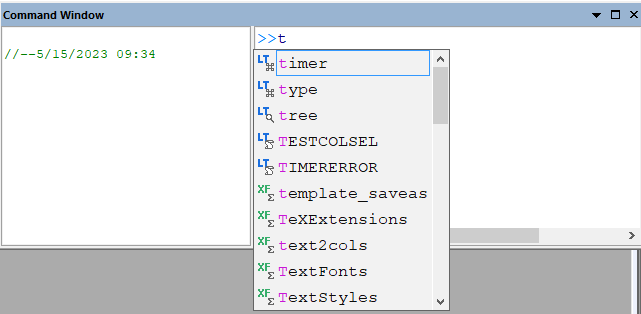 Command Window
//--5/15/2023 09:34
>>t
LT timer
LT type
LT tree
LT TESTCOLSEL
LT TIMERERROR
XF Σ template_saveas
XF Σ TeXExtensions
XF Σ text2cols
XF Σ TextFonts
XF Σ TextStyles